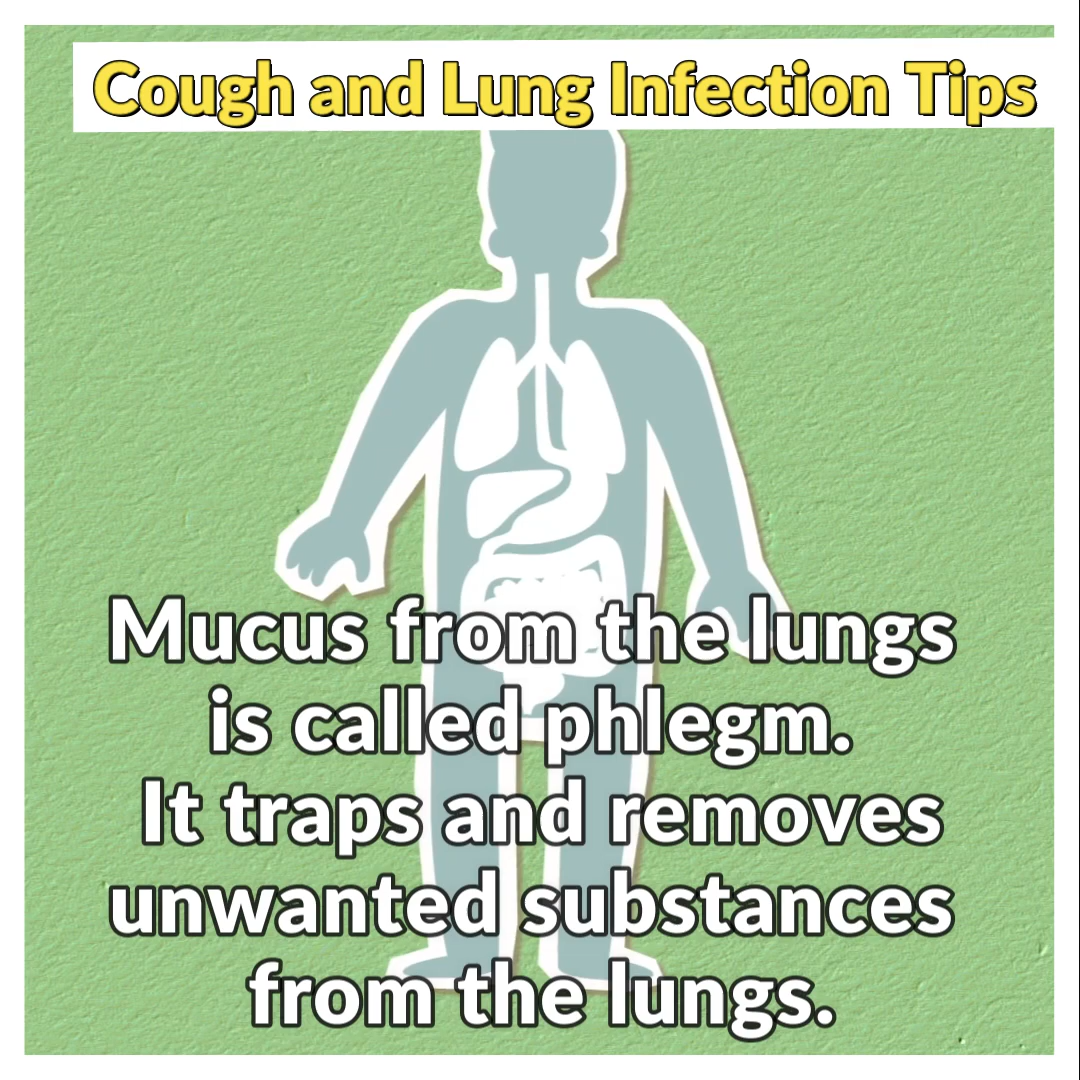 Cough and Lung Infection Tips
Mucus from the lungs
is called phlegm.
It traps and removes
unwanted substances
from the lungs.